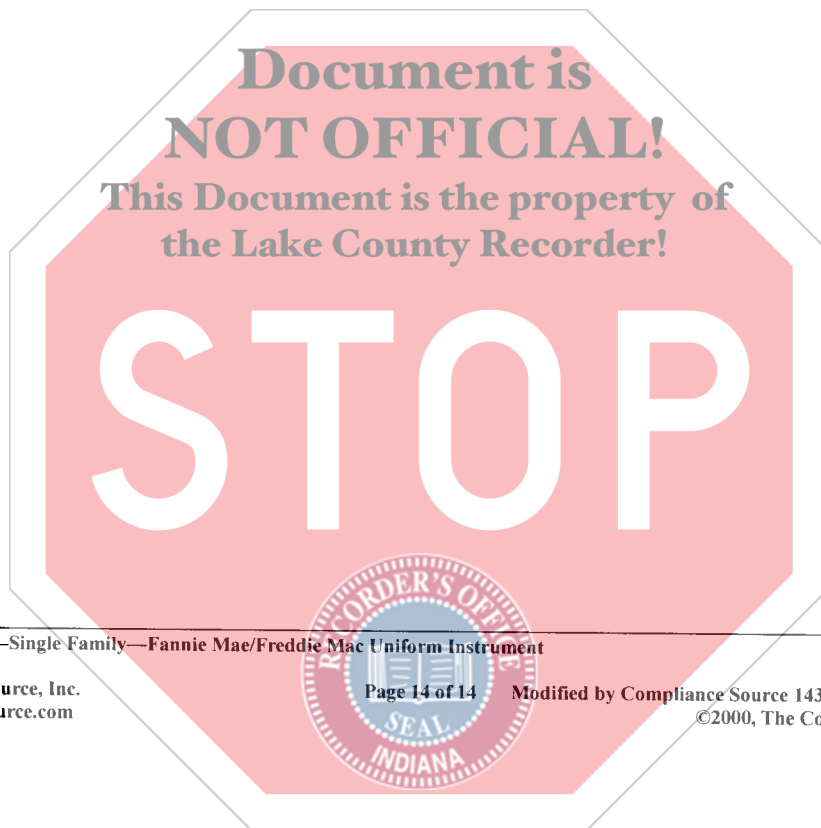 Document is
NOT OFFICIAL!
This Document is the property of
the Lake County Recorder!
STOP
RECORDER'S OFFICE
—Single Family—Fannie Mae/Freddie Mac Uniform Instrument
urce, Inc.
Page 14 of 14
Modified by Compliance Source 143
urce.com
©2000, The Co
SEAL
INDIANA